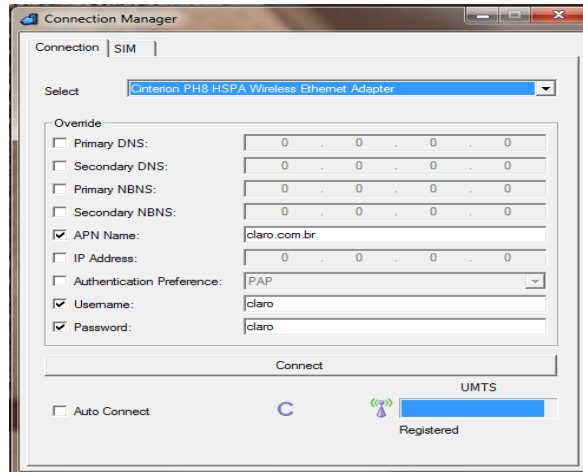 Connection Manager
Connection SIM
Select Cinterion PH8 HSPA Wireless Ethernet Adapter
Override
Primary DNS: 0 . 0 . 0 . 0
Secondary DNS: 0 . 0 . 0 . 0
Primary NBNS: 0 . 0 . 0 . 0
Secondary NBNS: 0 . 0 . 0 . 0
APN Name: claro.com.br
IP Address: 0 . 0 . 0 . 0
Authentication Preference: PAP
Username: claro
Password: claro
Connect
UMTS
Auto Connect C
Registered